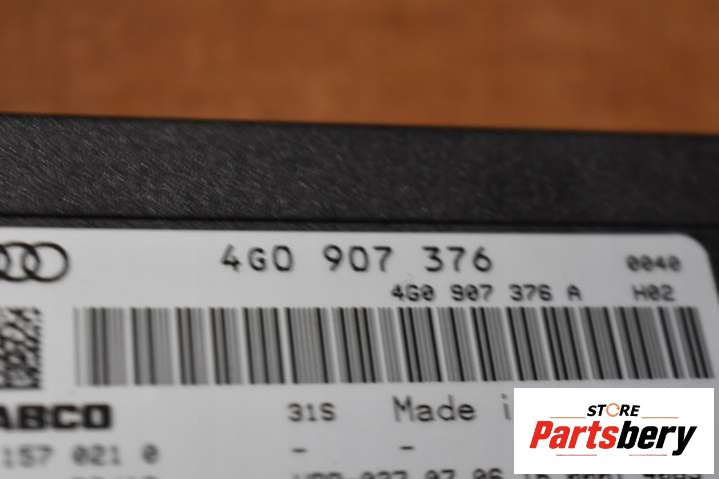 4G0 907 376 0040
4G0 907 376 A H02
ABCO 31S Made
157 021 0 - -
STORE
Partsbery